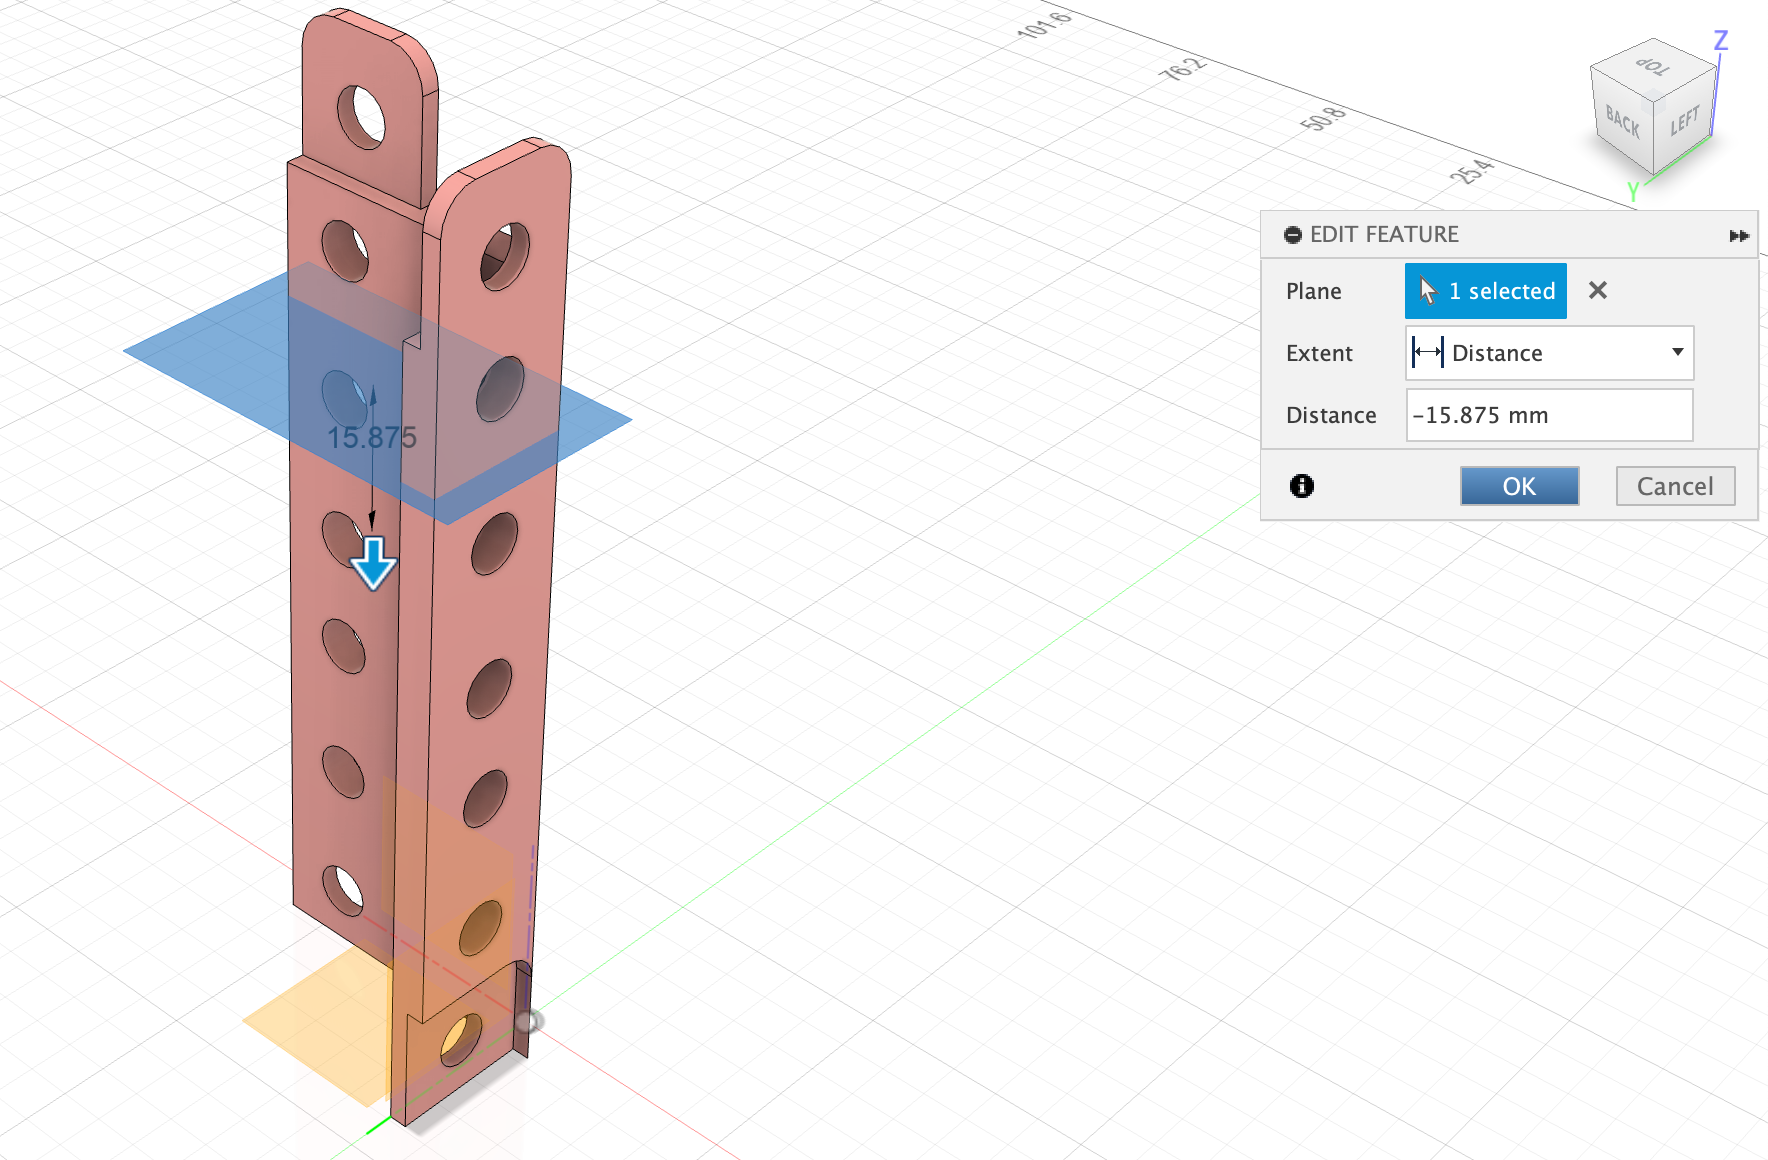 101.6
76.2
50.8
25.4
Z
TOP
BACK
LEFT
Y
EDIT FEATURE
Plane
1 selected
Extent
Distance
Distance
-15.875 mm
OK
Cancel
15.875